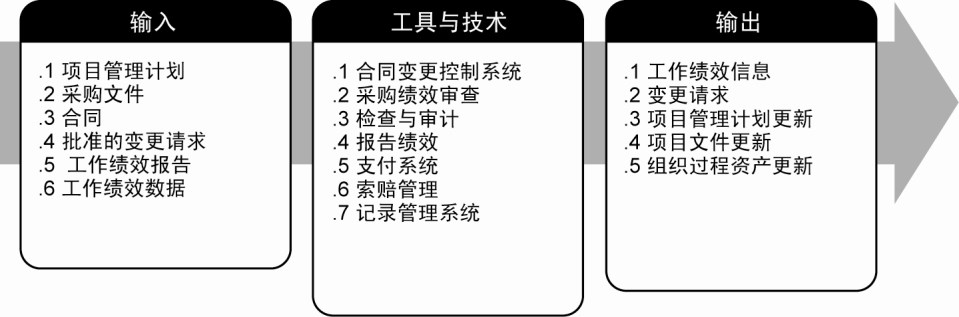 输入
.1 项目管理计划
.2 采购文件
.3 合同
.4 批准的变更请求
.5 工作绩效报告
.6 工作绩效数据
工具与技术
.1 合同变更控制系统
.2 采购绩效审查
.3 检查与审计
.4 报告绩效
.5 支付系统
.6 索赔管理
.7 记录管理系统
输出
.1 工作绩效信息
.2 变更请求
.3 项目管理计划更新
.4 项目文件更新
.5 组织过程资产更新